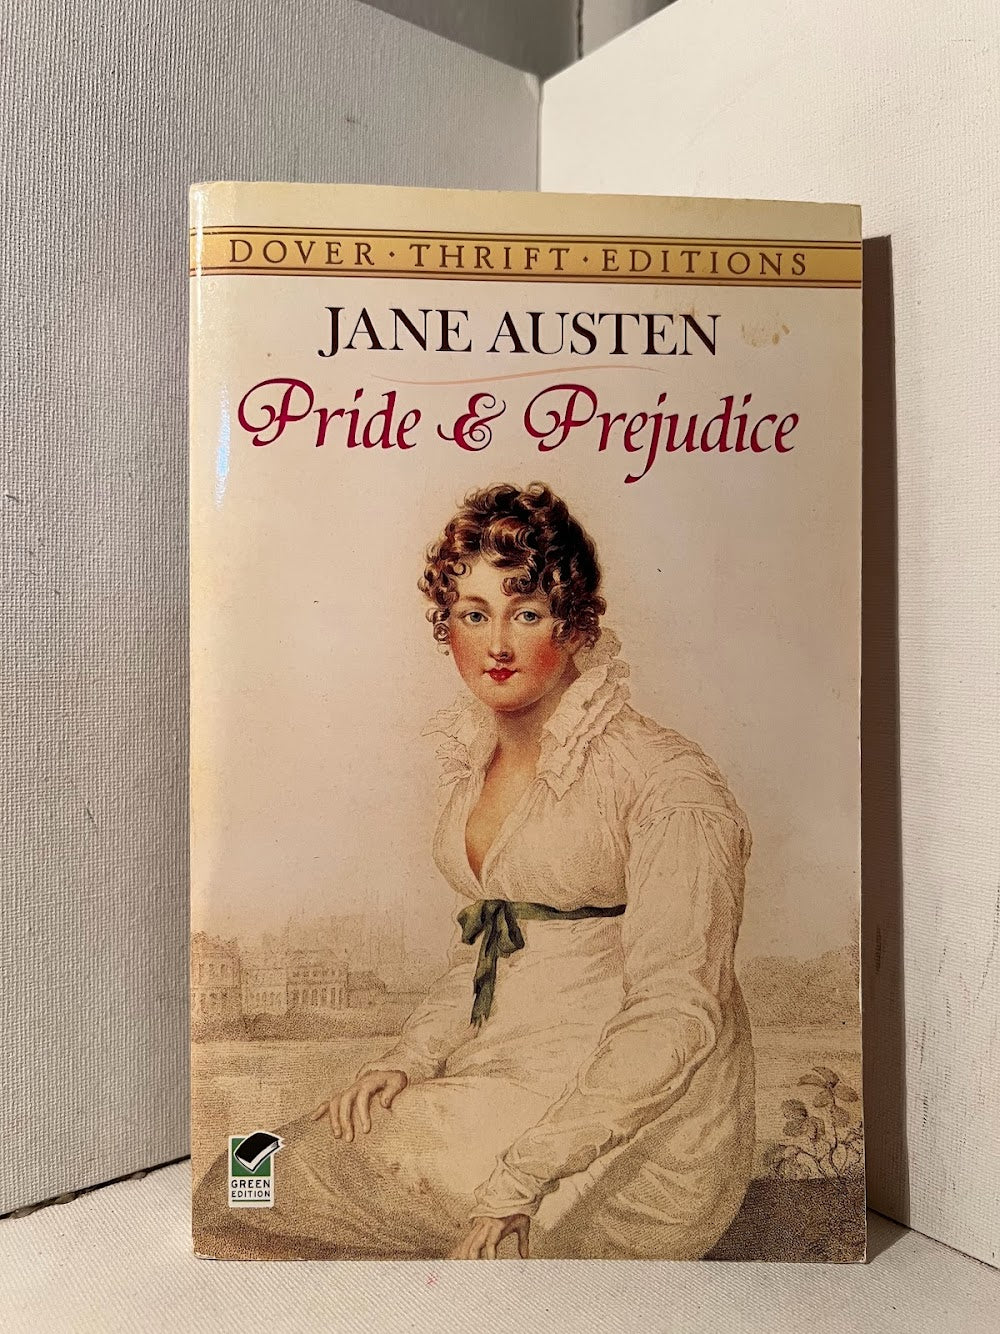 DOVER · THRIFT · EDITIONS
JANE AUSTEN
Pride & Prejudice
GREEN
EDITION